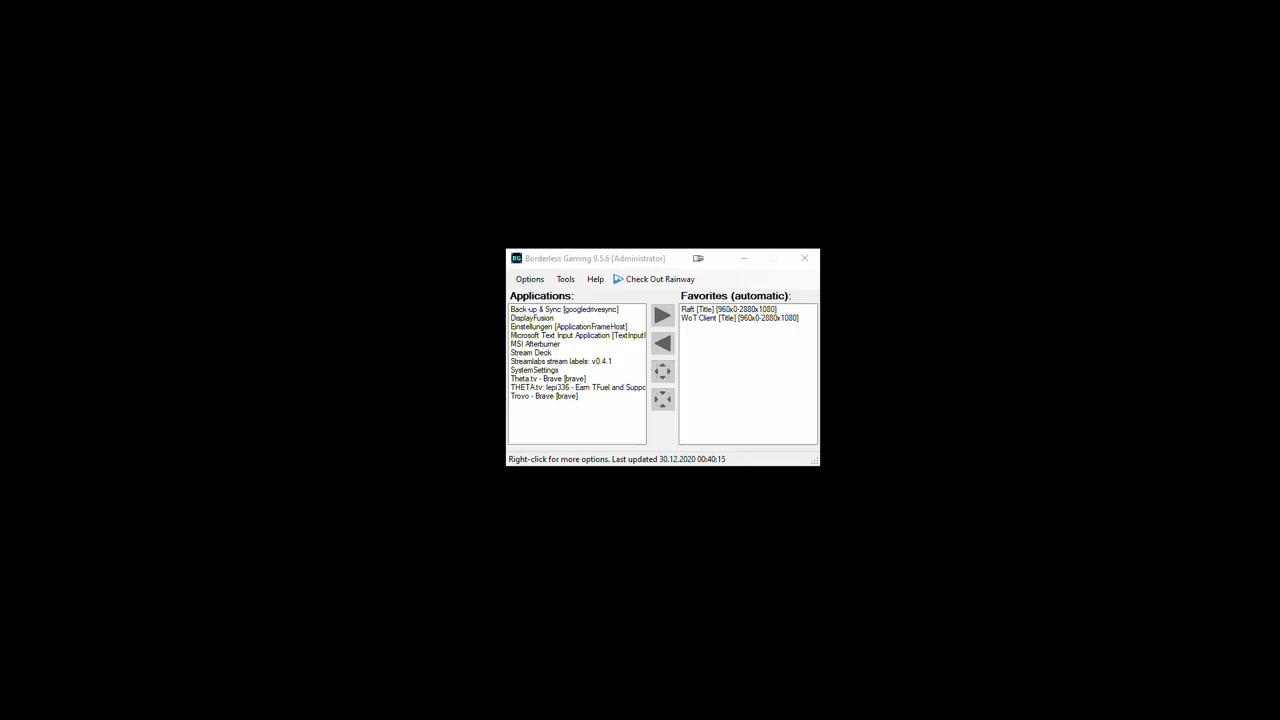 BG Borderless Gaming 9.5.6 [Administrator]
Options Tools Help Check Out Rainway
Applications: Favorites (automatic):
Back-up & Sync [googledrivesync]
DisplayFusion
Einstellungen [ApplicationFrameHost]
Microsoft Text Input Application [TextInputl
MSI Afterburner
Stream Deck
Streamlabs stream labels: v0.4.1
SystemSettings
Theta.tv - Brave [brave]
THETA.tv: lepi336 - Earn TFuel and Suppo
Trovo - Brave [brave]
Raft [Title] [960x0-2880x1080]
WoT Client [Title] [960x0-2880x1080]
Right-click for more options. Last updated 30.12.2020 00:40:15